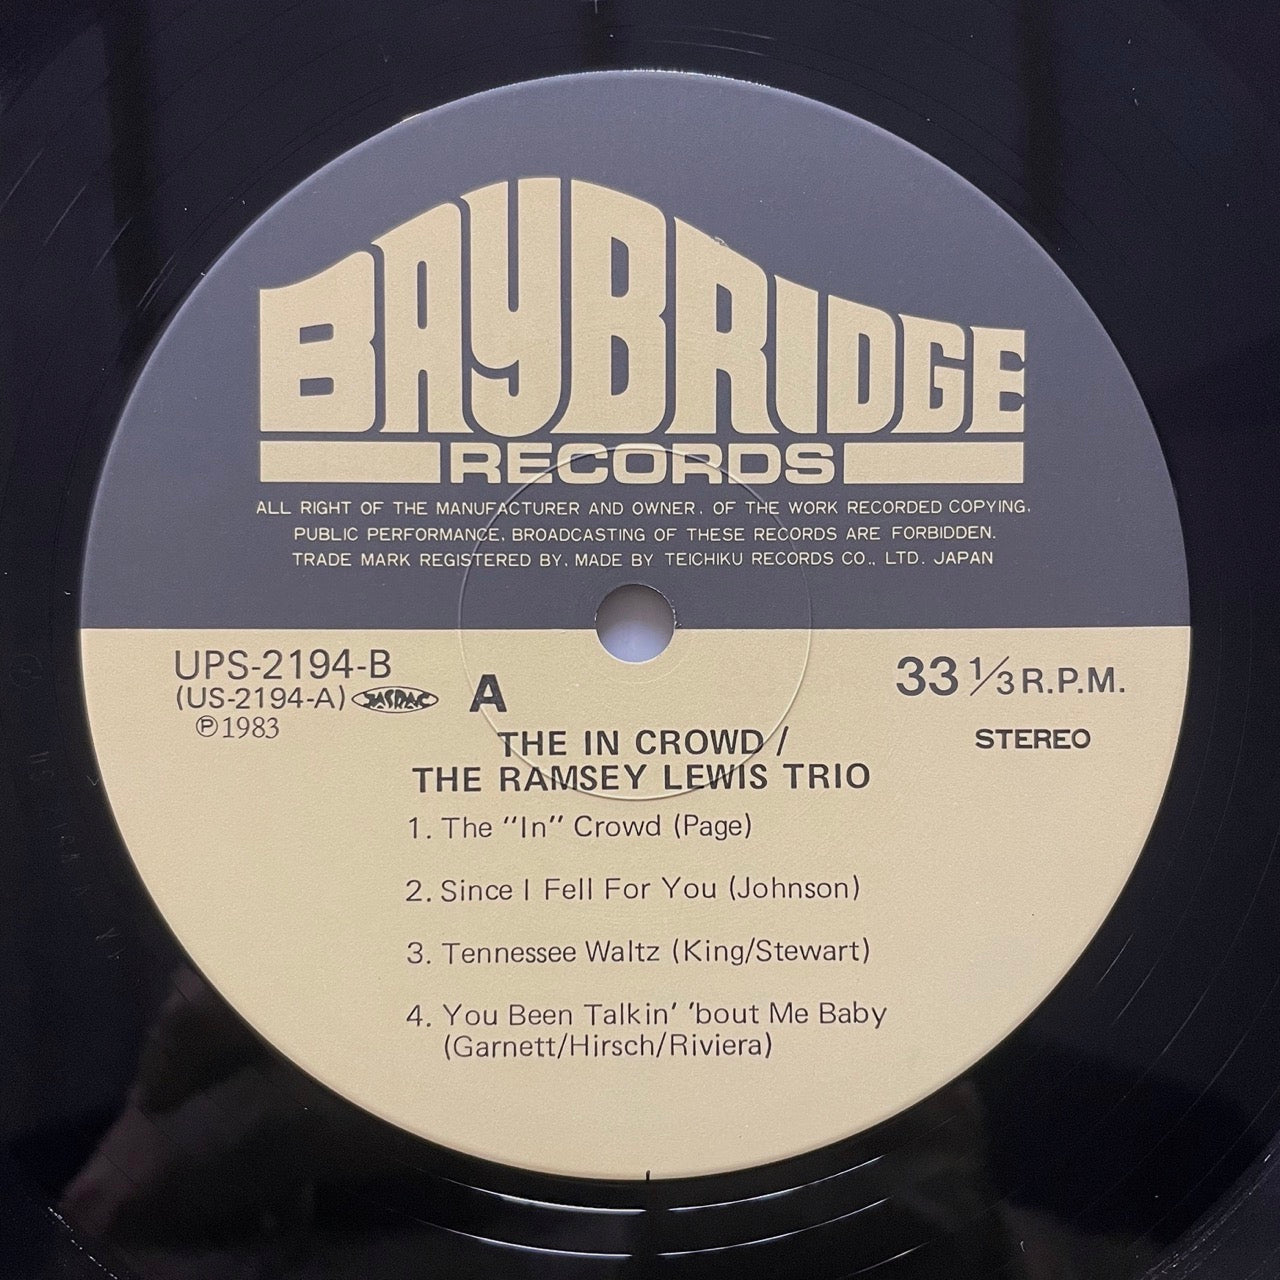 BAYBRIDGE
RECORDS
ALL RIGHT OF THE MANUFACTURER AND OWNER. OF THE WORK RECORDED COPYING.
PUBLIC PERFORMANCE. BROADCASTING OF THESE RECORDS ARE FORBIDDEN.
TRADE MARK REGISTERED BY. MADE BY TEICHIKU RECORDS CO., LTD. JAPAN
UPS-2194-B
(US-2194-A) JASRAC A
℗1983
33 1/3 R.P.M.
STEREO
THE IN CROWD /
THE RAMSEY LEWIS TRIO
1. The "In" Crowd (Page)
2. Since I Fell For You (Johnson)
3. Tennessee Waltz (King/Stewart)
4. You Been Talkin' 'bout Me Baby
(Garnett/Hirsch/Riviera)